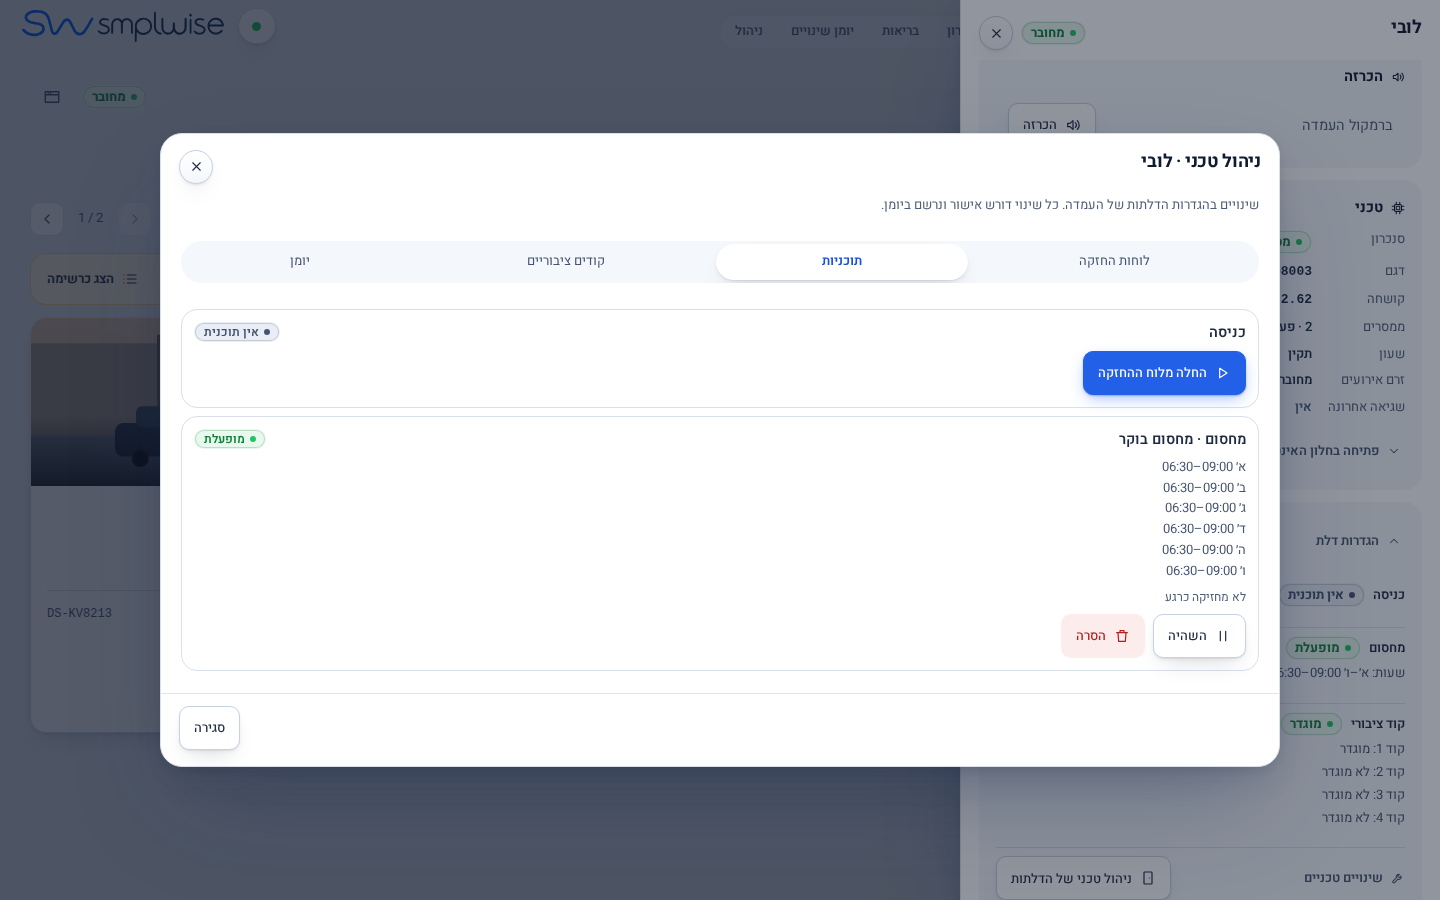 smplwise
ניהול
יומן שינויים
בריאות
מחובר
לובי
מחובר
הכרזה
ברמקול העמדה
הכרזה
1 / 2
הצג כרשימה
DS-KV8213
ניהול טכני · לובי
שינויים בהגדרות הדלתות של העמדה. כל שינוי דורש אישור ונרשם ביומן.
לוחות החזקה
תוכניות
קודים ציבוריים
יומן
כניסה
אין תוכנית
החלה מלוח ההחזקה
מחסום · מחסום בוקר
מופעלת
א' 06:30–09:00
ב' 06:30–09:00
ג' 06:30–09:00
ד' 06:30–09:00
ה' 06:30–09:00
ו' 06:30–09:00
לא מחזיקה כרגע
השהיה
הסרה
סגירה
טכני
סנכרון
דגם
קושחה
ממסרים
2 ·
שעון
תקין
זרם אירועים
מחובר
שגיאה אחרונה
אין
פתיחה בחלון
הגדרות דלת
כניסה
אין תוכנית
מחסום
מופעלת
שעות: א'–ו'
קוד ציבורי
מוגדר
קוד 1: מוגדר
קוד 2: לא מוגדר
קוד 3: לא מוגדר
קוד 4: לא מוגדר
שינויים טכניים
ניהול טכני של הדלתות